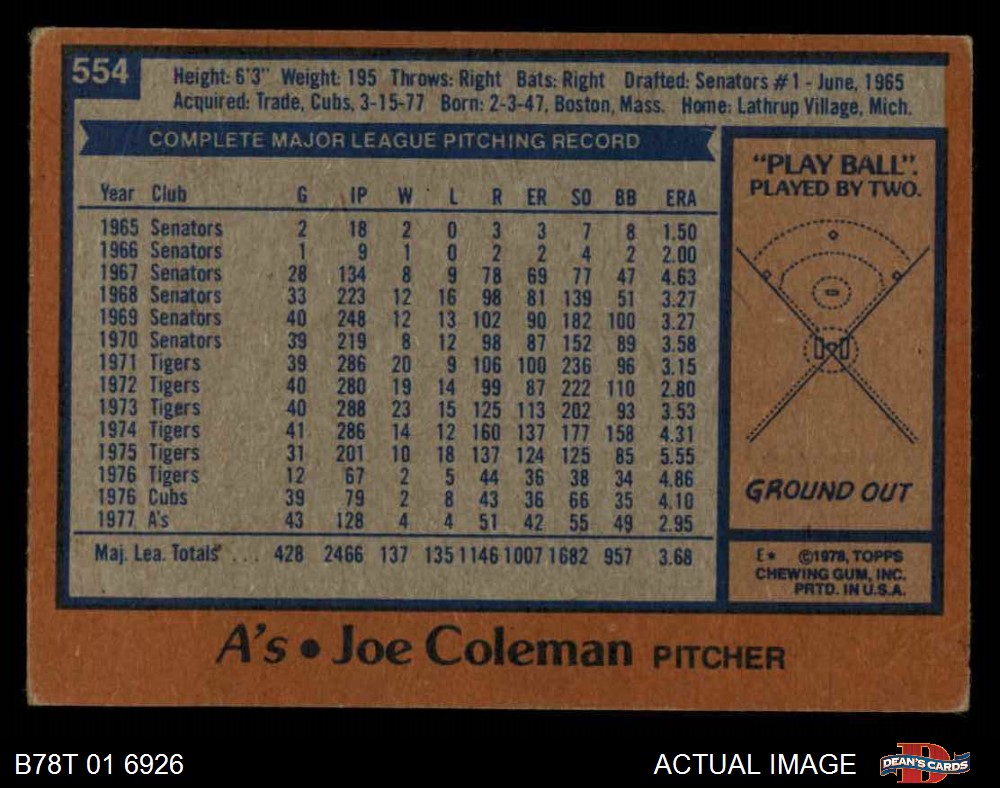 554
Height: 6'3" Weight: 195 Throws: Right Bats: Right Drafted: Senators #1 - June, 1965
Acquired: Trade, Cubs, 3-15-77 Born: 2-3-47, Boston, Mass. Home: Lathrup Village, Mich.
COMPLETE MAJOR LEAGUE PITCHING RECORD
Year Club G IP W L R ER SO BB ERA
1965 Senators 2 18 2 0 3 3 7 8 1.50
1966 Senators 1 9 1 0 2 2 4 2 2.00
1967 Senators 28 134 8 9 78 69 77 47 4.63
1968 Senators 33 223 12 16 98 81 139 51 3.27
1969 Senators 40 248 12 13 102 90 182 100 3.27
1970 Senators 39 219 8 12 98 87 152 89 3.58
1971 Tigers 39 286 20 9 106 100 236 96 3.15
1972 Tigers 40 280 19 14 99 87 222 110 2.80
1973 Tigers 40 288 23 15 125 113 202 93 3.53
1974 Tigers 41 286 14 12 160 137 177 158 4.31
1975 Tigers 31 201 10 18 137 124 125 85 5.55
1976 Tigers 12 67 2 5 44 36 38 34 4.86
1976 Cubs 39 79 2 8 43 36 66 35 4.10
1977 A's 43 128 4 4 51 42 55 49 2.95
Maj. Lea. Totals ... 428 2466 137 135 1146 1007 1682 957 3.68
"PLAY BALL".
PLAYED BY TWO.
GROUND OUT
E* ©1978, TOPPS
CHEWING GUM, INC.
PRTD. IN U.S.A.
A's • Joe Coleman PITCHER
B78T 01 6926
ACTUAL IMAGE
D
DEAN'S CARDS